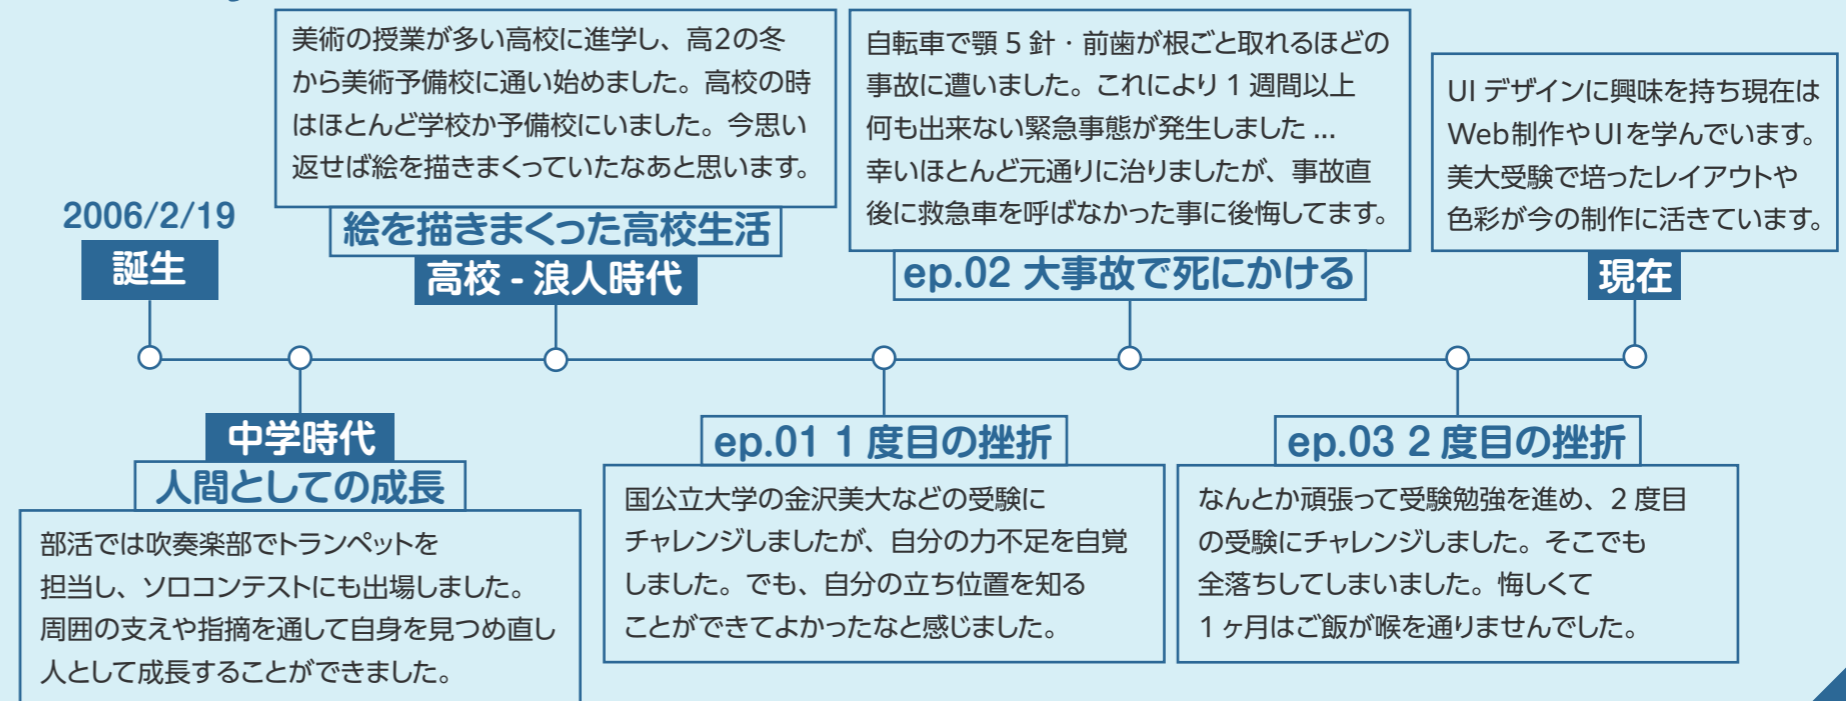 2006/2/19
誕生
中学時代
人間としての成長
部活では吹奏楽部でトランペットを
担当し、ソロコンテストにも出場しました。
周囲の支えや指摘を通して自身を見つめ直し
人として成長することができました。
美術の授業が多い高校に進学し、高2の冬
から美術予備校に通い始めました。高校の時
はほとんど学校か予備校にいました。今思い
返せば絵を描きまくっていたなあと思います。
絵を描きまくった高校生活
高校 - 浪人時代
ep.01 1 度目の挫折
国公立大学の金沢美大などの受験に
チャレンジしましたが、自分の力不足を自覚
しました。でも、自分の立ち位置を知る
ことができてよかったなと感じました。
自転車で顎 5 針・前歯が根ごと取れるほどの
事故に遭いました。これにより 1 週間以上
何も出来ない緊急事態が発生しました ...
幸いほとんど元通りに治りましたが、事故直
後に救急車を呼ばなかった事に後悔してます。
ep.02 大事故で死にかける
ep.03 2 度目の挫折
なんとか頑張って受験勉強を進め、2 度目
の受験にチャレンジしました。そこでも
全落ちしてしまいました。悔しくて
1 ヶ月はご飯が喉を通りませんでした。
UI デザインに興味を持ち現在は
Web制作やUIを学んでいます。
美大受験で培ったレイアウトや
色彩が今の制作に活きています。
現在